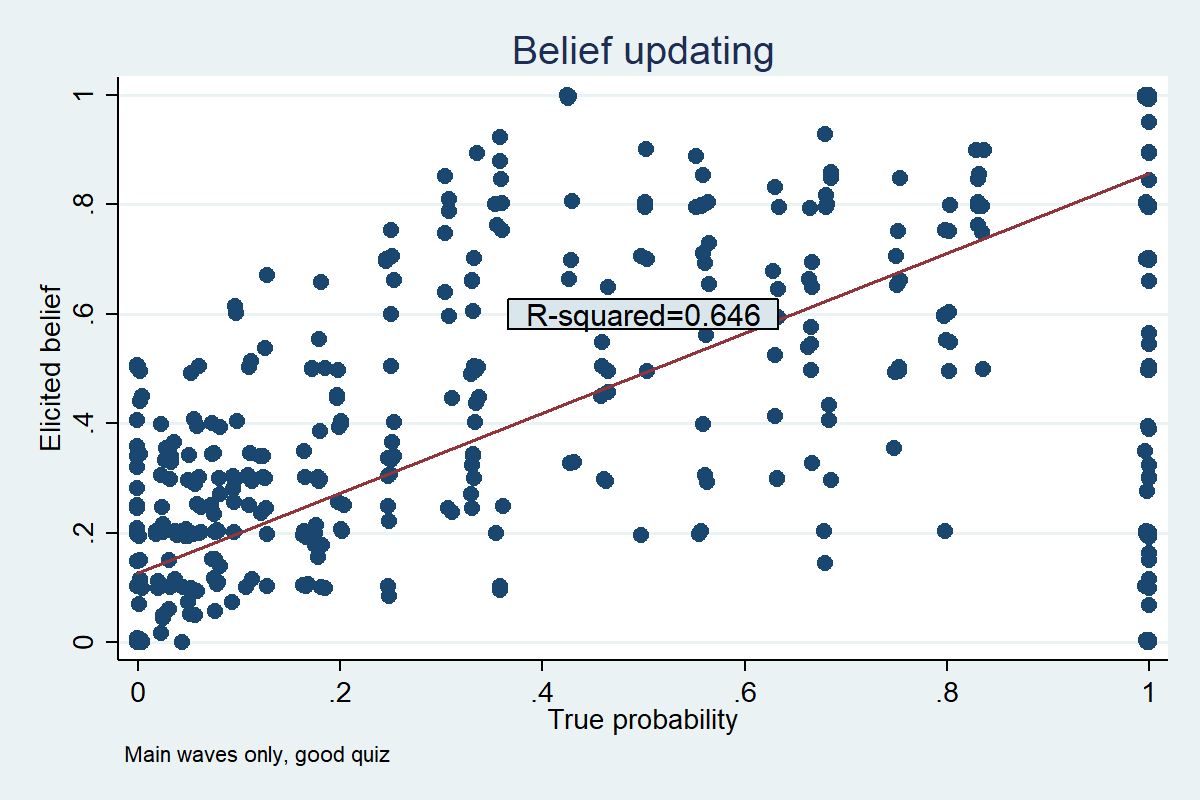 Belief updating
Elicited belief
1
.8
.6
.4
.2
0
R-squared=0.646
0 .2 .4 .6 .8 1
True probability
Main waves only, good quiz